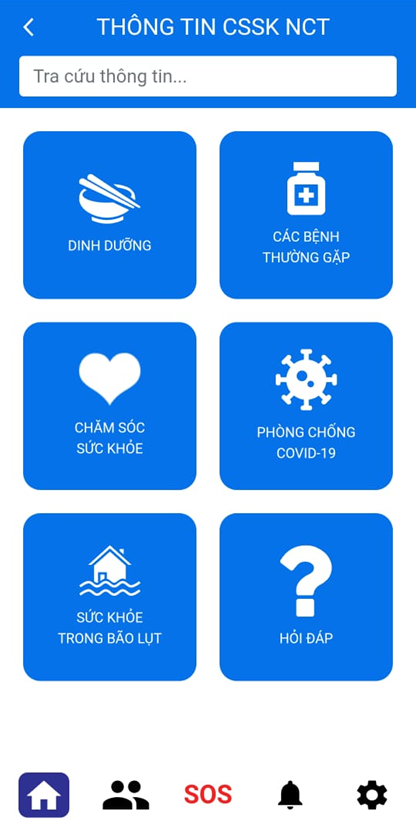 THÔNG TIN CSSK NCT
Tra cứu thông tin...
DINH DƯỠNG
CÁC BỆNH
THƯỜNG GẶP
CHĂM SÓC
SỨC KHỎE
PHÒNG CHỐNG
COVID-19
SỨC KHỎE
TRONG BÃO LỤT
HỎI ĐÁP
SOS